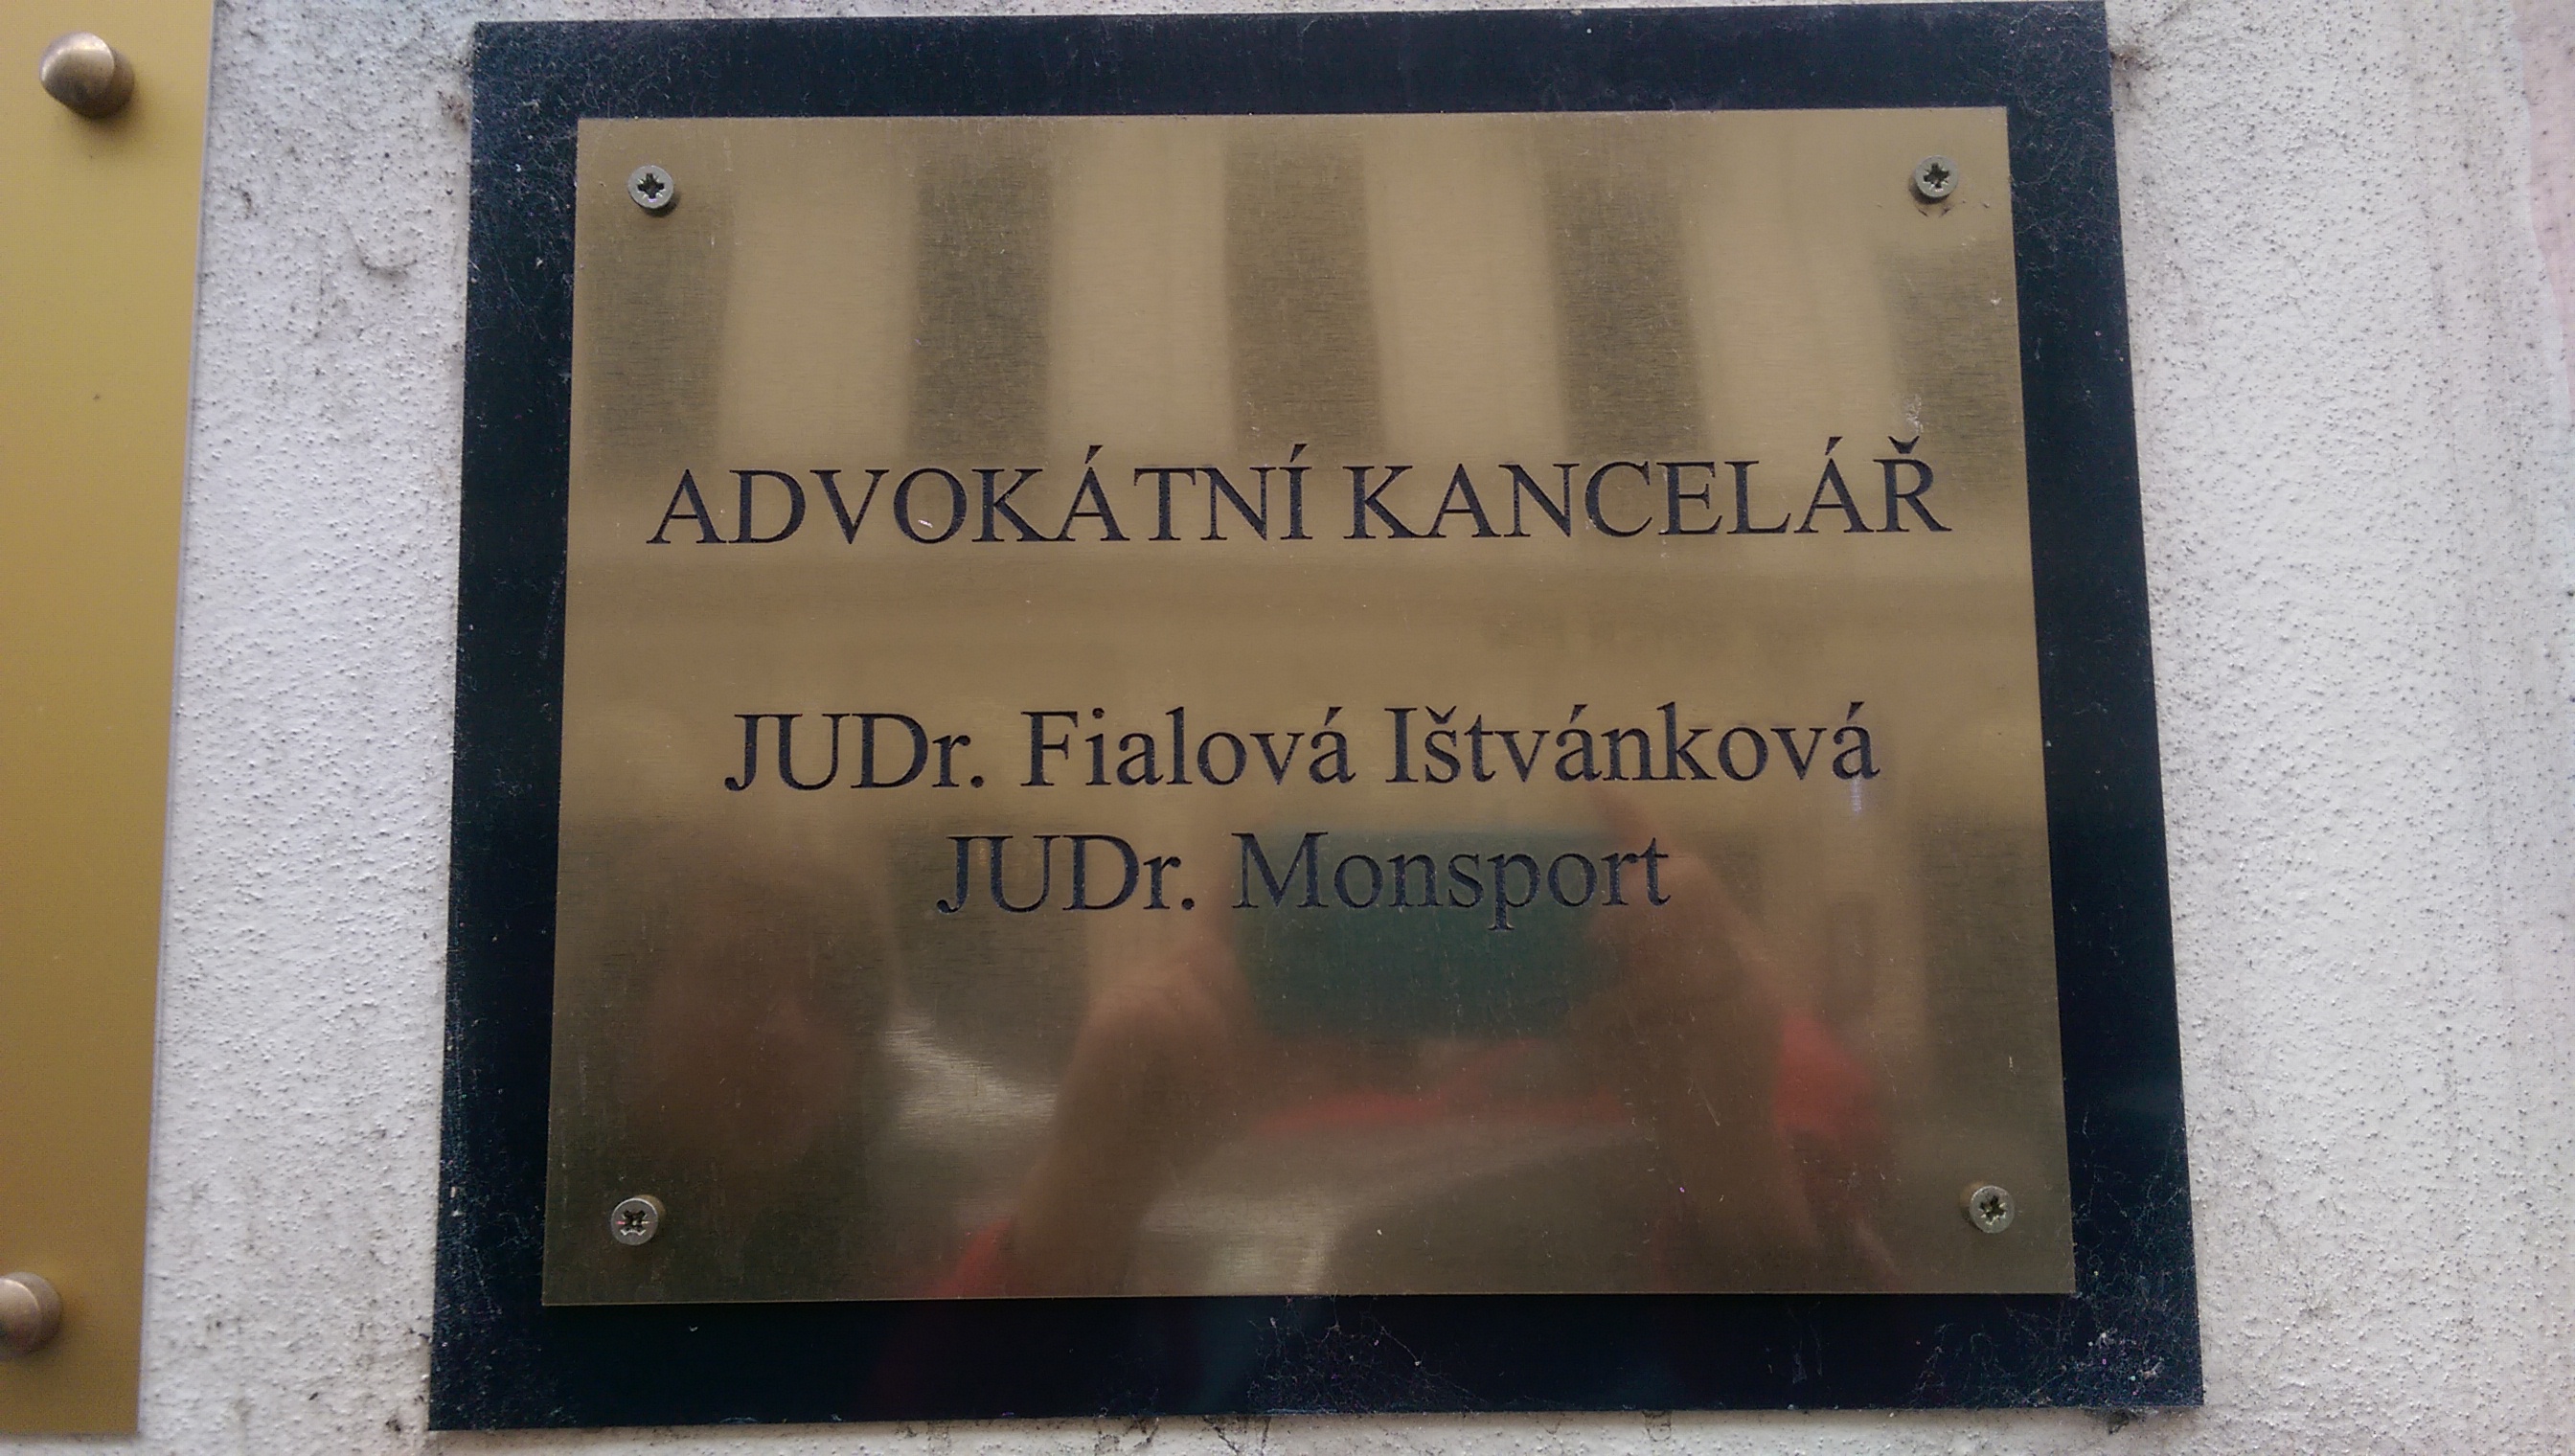 ADVOKÁTNÍ KANCELÁŘ
JUDr. Fialová Ištvánková
JUDr. Monsport